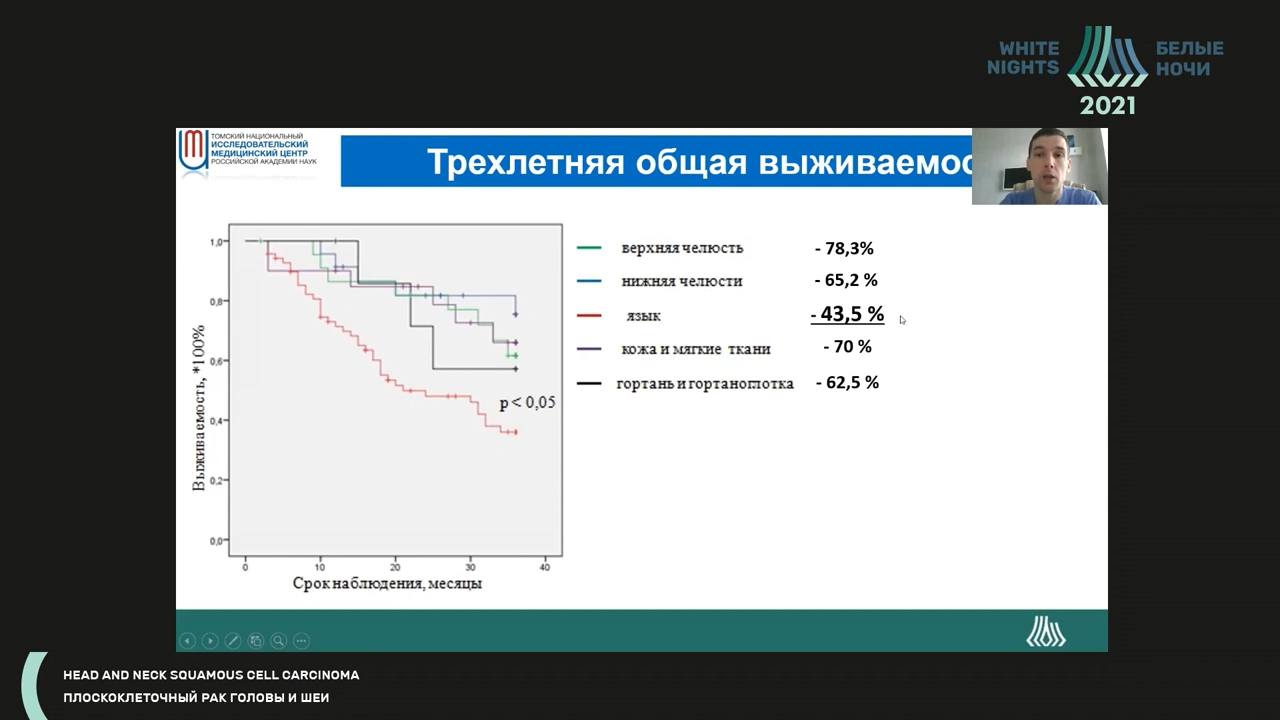 WHITE
NIGHTS
БЕЛЫЕ
НОЧИ
2021
ТОМСКИЙ НАЦИОНАЛЬНЫЙ
ИССЛЕДОВАТЕЛЬСКИЙ
МЕДИЦИНСКИЙ ЦЕНТР
РОССИЙСКОЙ АКАДЕМИИ НАУК
Трехлетняя общая выживаемос
Выживаемость, *100%
1,0
0,8
0,6
0,4
0,2
0,0
p < 0,05
0 10 20 30 40
Срок наблюдения, месяцы
верхняя челюсть - 78,3%
нижняя челюсти - 65,2 %
язык - 43,5 %
кожа и мягкие ткани - 70 %
гортань и гортаноглотка - 62,5 %
HEAD AND NECK SQUAMOUS CELL CARCINOMA
ПЛОСКОКЛЕТОЧНЫЙ РАК ГОЛОВЫ И ШЕИ